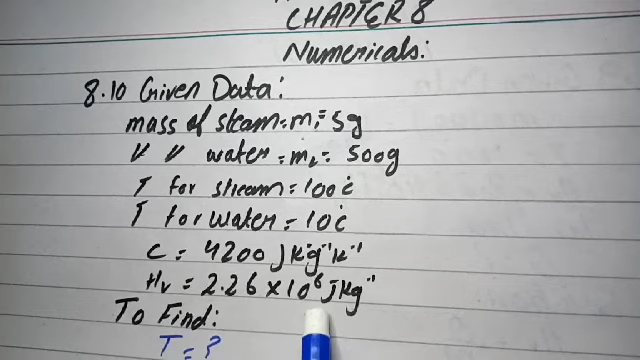 CHAPTER 8
Numericals:
8.10 Given Data:
mass of steam = m₁ = 5g
〃 〃 water = m₂ = 500g
T for steam = 100°c
T for water = 10°c
C = 4200 Jkg⁻¹k⁻¹
Hv = 2.26 × 10⁶ Jkg⁻¹
To Find:
T = ?